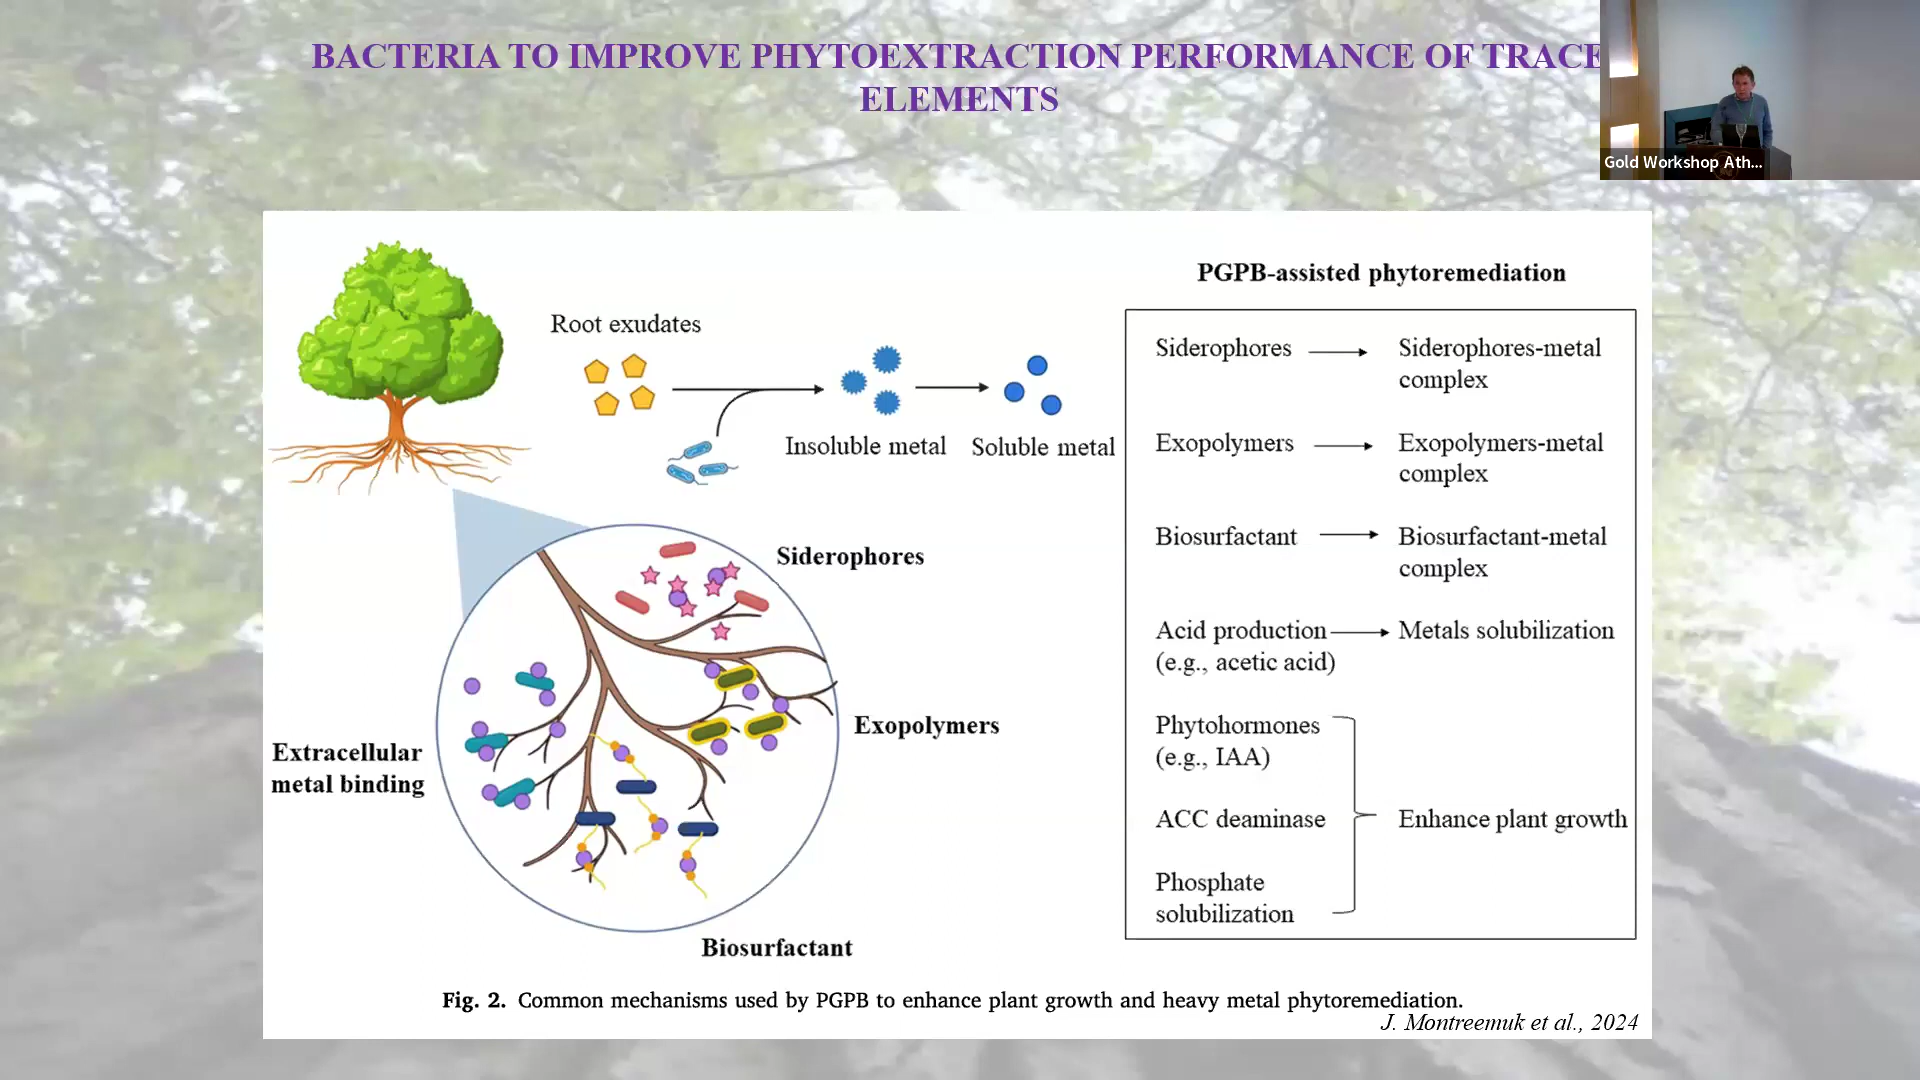 BACTERIA TO IMPROVE PHYTOEXTRACTION PERFORMANCE OF TRACE
ELEMENTS
Gold Workshop Ath...
Root exudates
Insoluble metal
Soluble metal
Siderophores
Exopolymers
Extracellular
metal binding
Biosurfactant
PGPB-assisted phytoremediation
Siderophores
Siderophores-metal
complex
Exopolymers
Exopolymers-metal
complex
Biosurfactant
Biosurfactant-metal
complex
Acid production
(e.g., acetic acid)
Metals solubilization
Phytohormones
(e.g., IAA)
ACC deaminase
Phosphate
solubilization
Enhance plant growth
Fig. 2. Common mechanisms used by PGPB to enhance plant growth and heavy metal phytoremediation.
J. Montreemuk et al., 2024